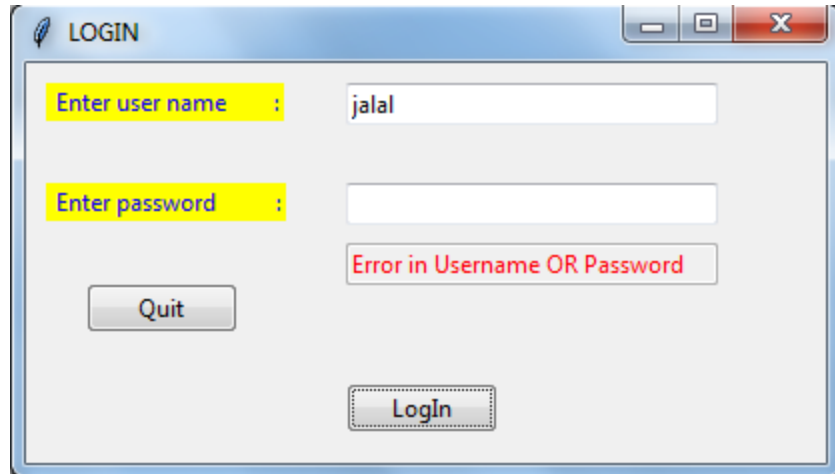 LOGIN
Enter user name : jalal
Enter password :
Error in Username OR Password
Quit
LogIn